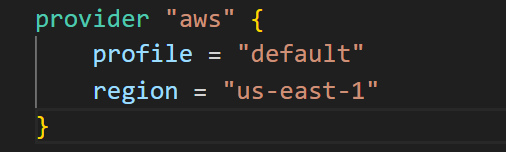 provider "aws" {
    profile = "default"
    region = "us-east-1"
}